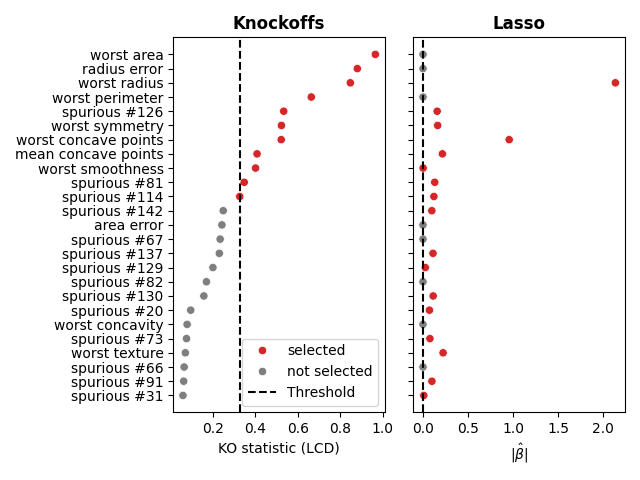 Knockoffs
Lasso
worst area
radius error
worst radius
worst perimeter
spurious #126
worst symmetry
worst concave points
mean concave points
worst smoothness
spurious #81
spurious #114
spurious #142
area error
spurious #67
spurious #137
spurious #129
spurious #82
spurious #130
spurious #20
worst concavity
spurious #73
worst texture
spurious #66
spurious #91
spurious #31
selected
not selected
Threshold
0.2 0.4 0.6 0.8 1.0
KO statistic (LCD)
0.0 0.5 1.0 1.5 2.0
|β̂|